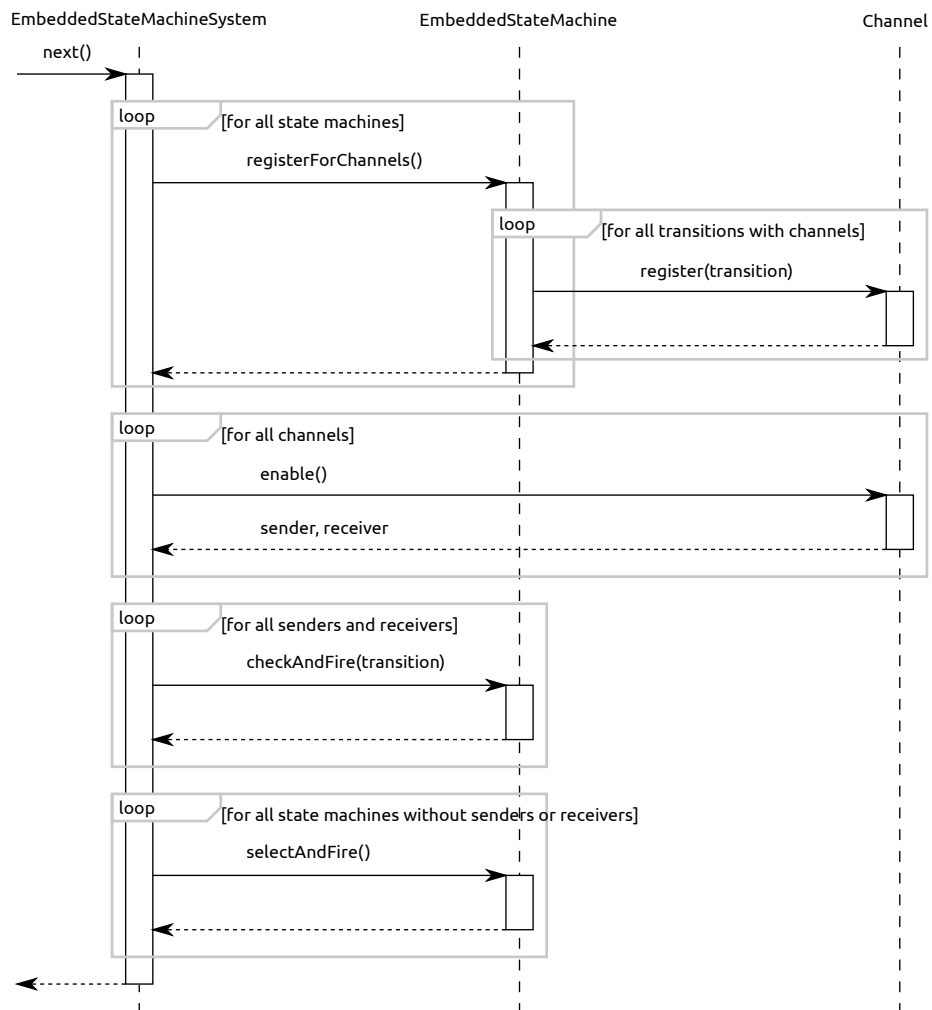 EmbeddedStateMachineSystem
EmbeddedStateMachine
Channel
next()
loop
[for all state machines]
registerForChannels()
loop
[for all transitions with channels]
register(transition)
loop
[for all channels]
enable()
sender, receiver
loop
[for all senders and receivers]
checkAndFire(transition)
loop
[for all state machines without senders or receivers]
selectAndFire()